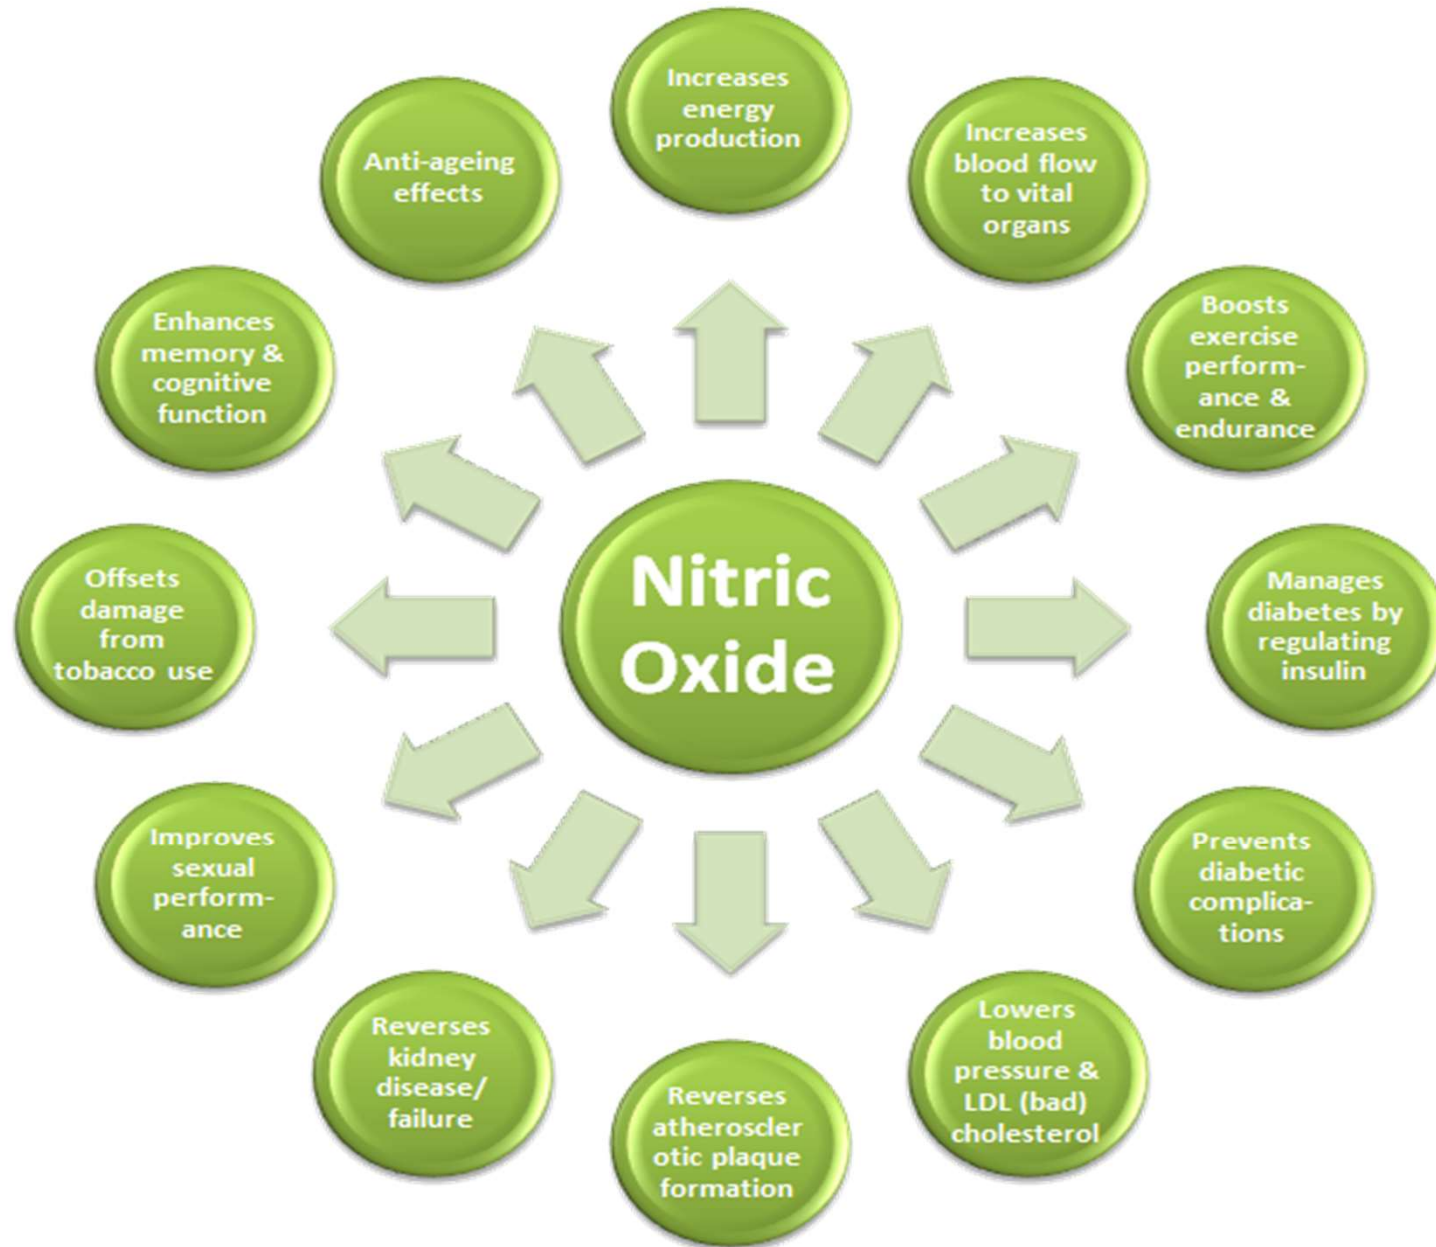 Nitric
Oxide
Increases
energy
production
Increases
blood flow
to vital
organs
Boosts
exercise
perform-
ance &
endurance
Manages
diabetes by
regulating
insulin
Prevents
diabetic
complica-
tions
Lowers
blood
pressure &
LDL (bad)
cholesterol
Reverses
atheroscler
otic plaque
formation
Reverses
kidney
disease/
failure
Improves
sexual
perform-
ance
Offsets
damage
from
tobacco use
Enhances
memory &
cognitive
function
Anti-ageing
effects